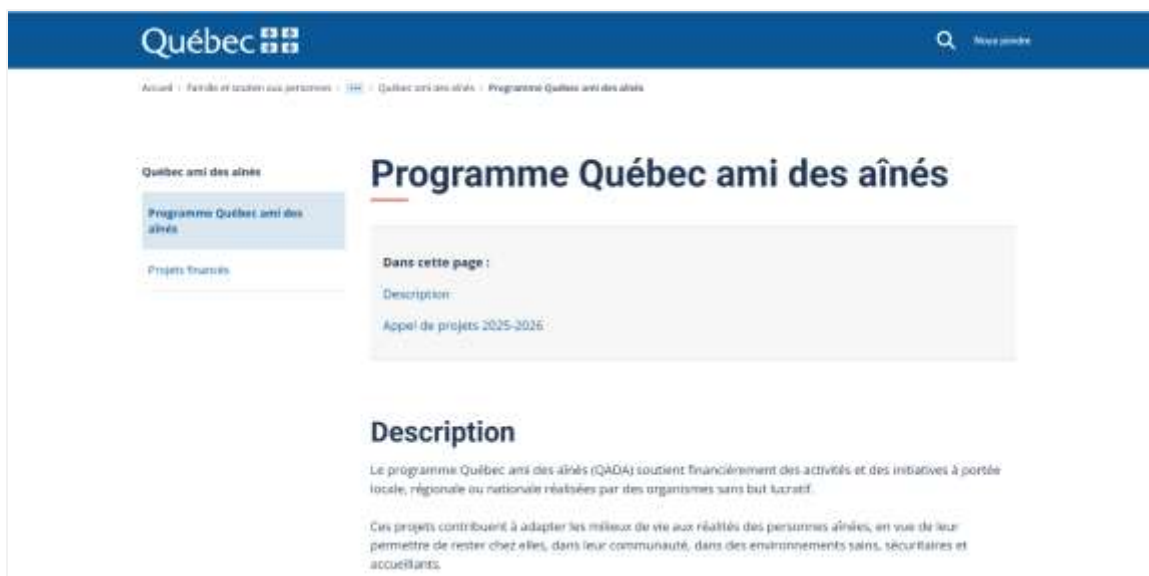 Québec
Nous joindre
Accueil > Famille et soutien aux personnes > ... > Québec ami des aînés > Programme Québec ami des aînés
Québec ami des aînés
Programme Québec ami des
aînés
Projets financés
Programme Québec ami des aînés
Dans cette page :
Description
Appel de projets 2025-2026
Description
Le programme Québec ami des aînés (QADA) soutient financièrement des activités et des initiatives à portée
locale, régionale ou nationale réalisées par des organismes sans but lucratif.
Ces projets contribuent à adapter les milieux de vie aux réalités des personnes aînées, en vue de leur
permettre de rester chez elles, dans leur communauté, dans des environnements sains, sécuritaires et
accueillants.